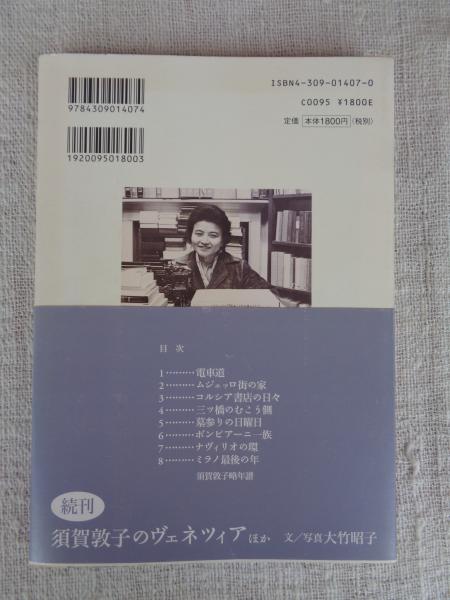 ISBN4-309-01407-0
C0095 ¥1800E
定価 本体1800円(税別)
9784309014074
1920095018003
目 次
1………電車道
2………ムジェッロ街の家
3………コルシア書店の日々
4………三ツ橋のむこう側
5………墓参りの日曜日
6………ボンピアーニ一族
7………ナヴィリオの環
8………ミラノ最後の年
須賀敦子略年譜
続刊
須賀敦子のヴェネツィア ほか 文/写真 大竹昭子